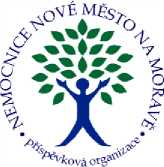 NEMOCNICE NOVÉ MĚSTO NA MORAVĚ
příspěvková organizace